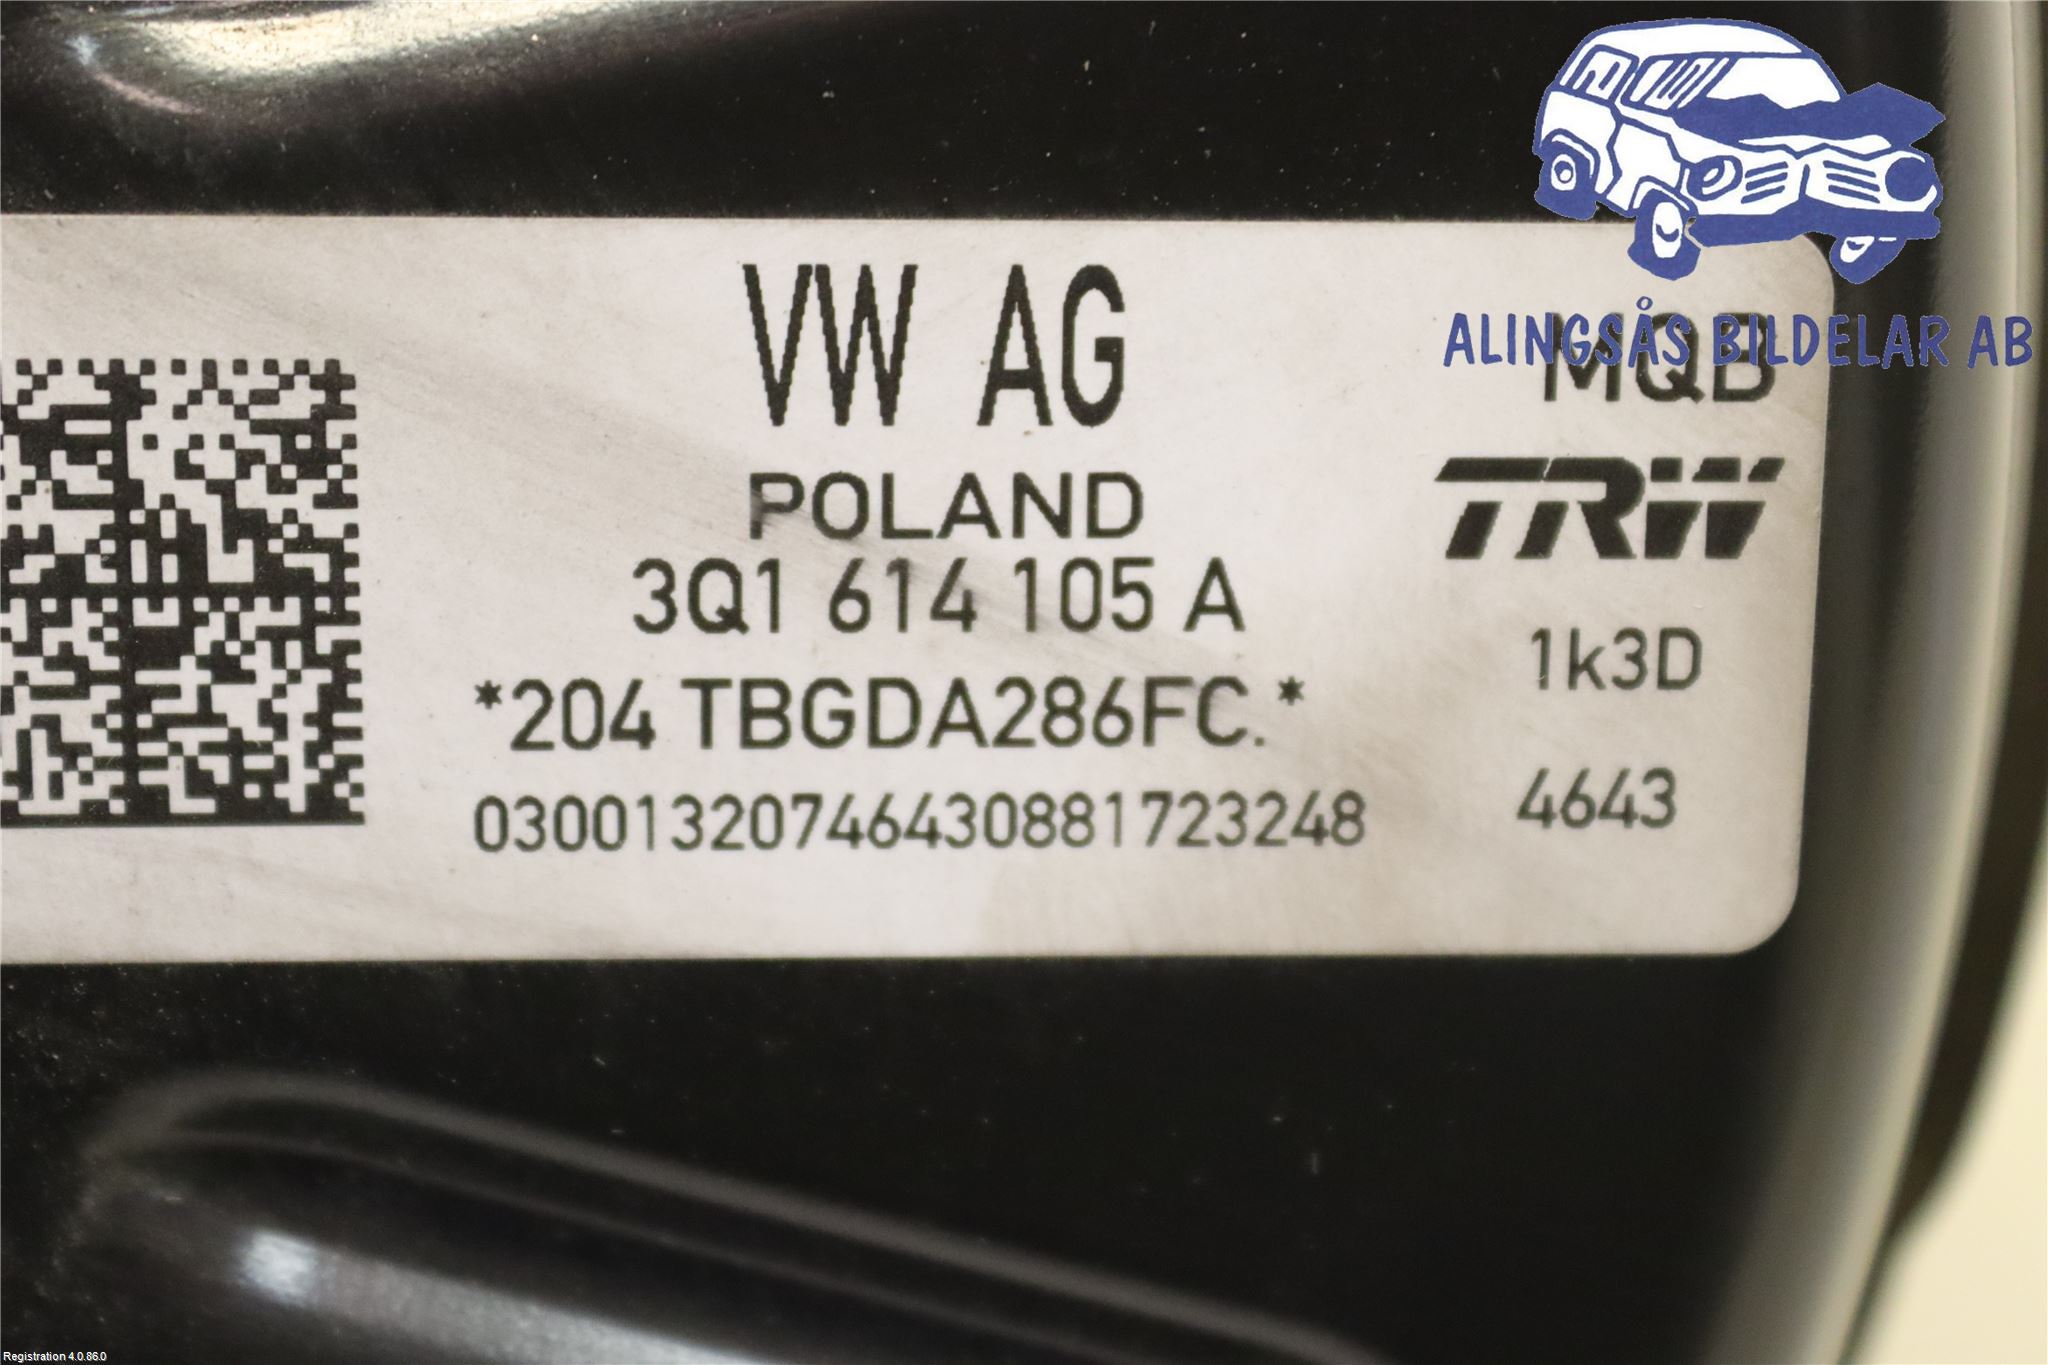 VW AG
MQB
ALINGSÅS BILDELAR AB
POLAND
TRW
3Q1 614 105 A
1k3D
*204 TBGDA286FC.*
4643
03001320746430881723248
Registration 4.0.86.0